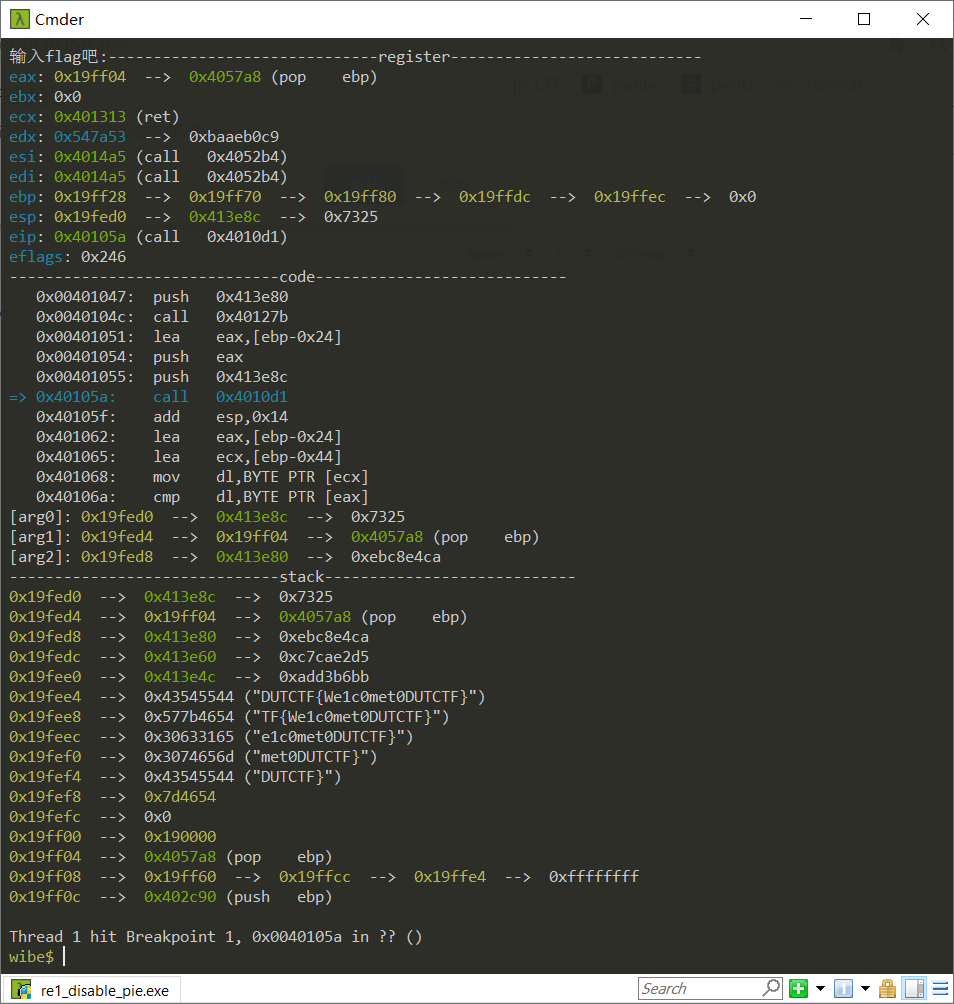 Cmder
输入flag吧:------------------------------register----------------------------
eax: 0x19ff04  -->  0x4057a8 (pop    ebp)
ebx: 0x0
ecx: 0x401313 (ret)
edx: 0x547a53  -->  0xbaaeb0c9
esi: 0x4014a5 (call   0x4052b4)
edi: 0x4014a5 (call   0x4052b4)
ebp: 0x19ff28  -->  0x19ff70  -->  0x19ff80  -->  0x19ffdc  -->  0x19ffec  -->  0x0
esp: 0x19fed0  -->  0x413e8c  -->  0x7325
eip: 0x40105a (call   0x4010d1)
eflags: 0x246
------------------------------code----------------------------
   0x00401047:  push   0x413e80
   0x0040104c:  call   0x40127b
   0x00401051:  lea    eax,[ebp-0x24]
   0x00401054:  push   eax
   0x00401055:  push   0x413e8c
=> 0x40105a:    call   0x4010d1
   0x40105f:    add    esp,0x14
   0x401062:    lea    eax,[ebp-0x24]
   0x401065:    lea    ecx,[ebp-0x44]
   0x401068:    mov    dl,BYTE PTR [ecx]
   0x40106a:    cmp    dl,BYTE PTR [eax]
[arg0]: 0x19fed0  -->  0x413e8c  -->  0x7325
[arg1]: 0x19fed4  -->  0x19ff04  -->  0x4057a8 (pop    ebp)
[arg2]: 0x19fed8  -->  0x413e80  -->  0xebc8e4ca
------------------------------stack----------------------------
0x19fed0  -->  0x413e8c  -->  0x7325
0x19fed4  -->  0x19ff04  -->  0x4057a8 (pop    ebp)
0x19fed8  -->  0x413e80  -->  0xebc8e4ca
0x19fedc  -->  0x413e60  -->  0xc7cae2d5
0x19fee0  -->  0x413e4c  -->  0xadd3b6bb
0x19fee4  -->  0x43545544 ("DUTCTF{We1c0met0DUTCTF}")
0x19fee8  -->  0x577b4654 ("TF{We1c0met0DUTCTF}")
0x19feec  -->  0x30633165 ("e1c0met0DUTCTF}")
0x19fef0  -->  0x3074656d ("met0DUTCTF}")
0x19fef4  -->  0x43545544 ("DUTCTF}")
0x19fef8  -->  0x7d4654
0x19fefc  -->  0x0
0x19ff00  -->  0x190000
0x19ff04  -->  0x4057a8 (pop    ebp)
0x19ff08  -->  0x19ff60  -->  0x19ffcc  -->  0x19ffe4  -->  0xffffffff
0x19ff0c  -->  0x402c90 (push   ebp)
Thread 1 hit Breakpoint 1, 0x0040105a in ?? ()
wibe$
re1_disable_pie.exe
Search